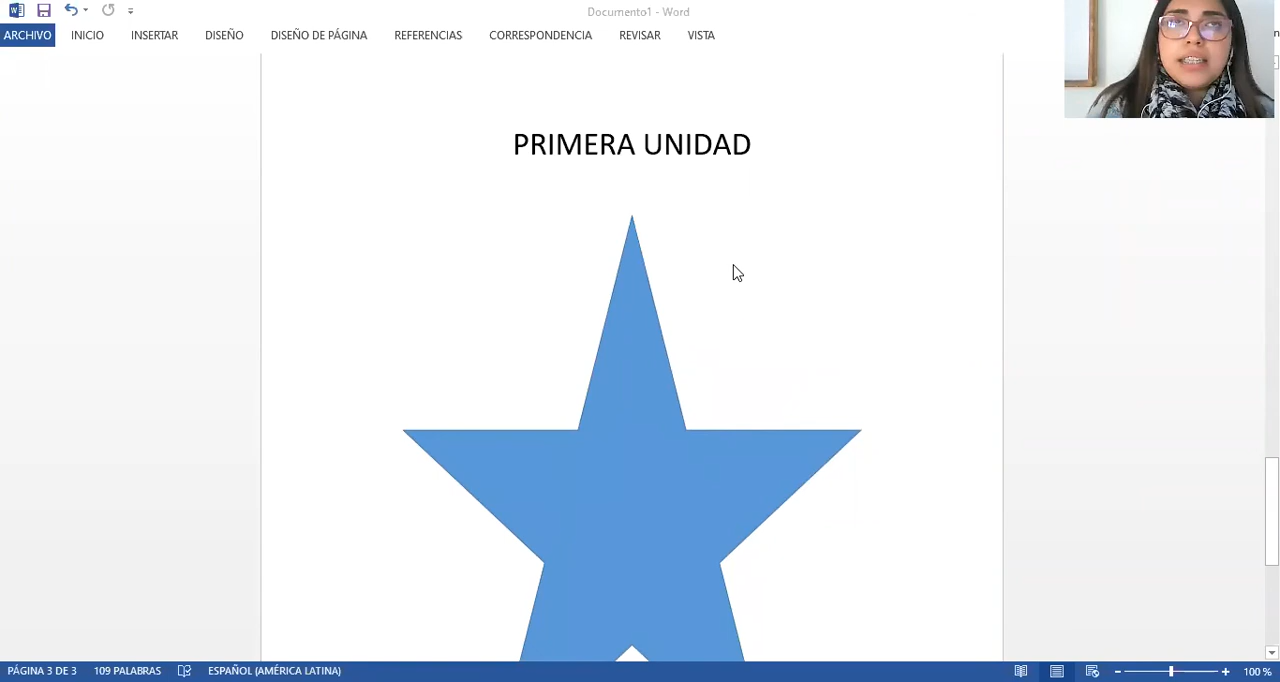 Documento1 - Word
ARCHIVO INICIO INSERTAR DISEÑO DISEÑO DE PÁGINA REFERENCIAS CORRESPONDENCIA REVISAR VISTA
PRIMERA UNIDAD
PÁGINA 3 DE 3 109 PALABRAS ESPAÑOL (AMÉRICA LATINA) 100 %